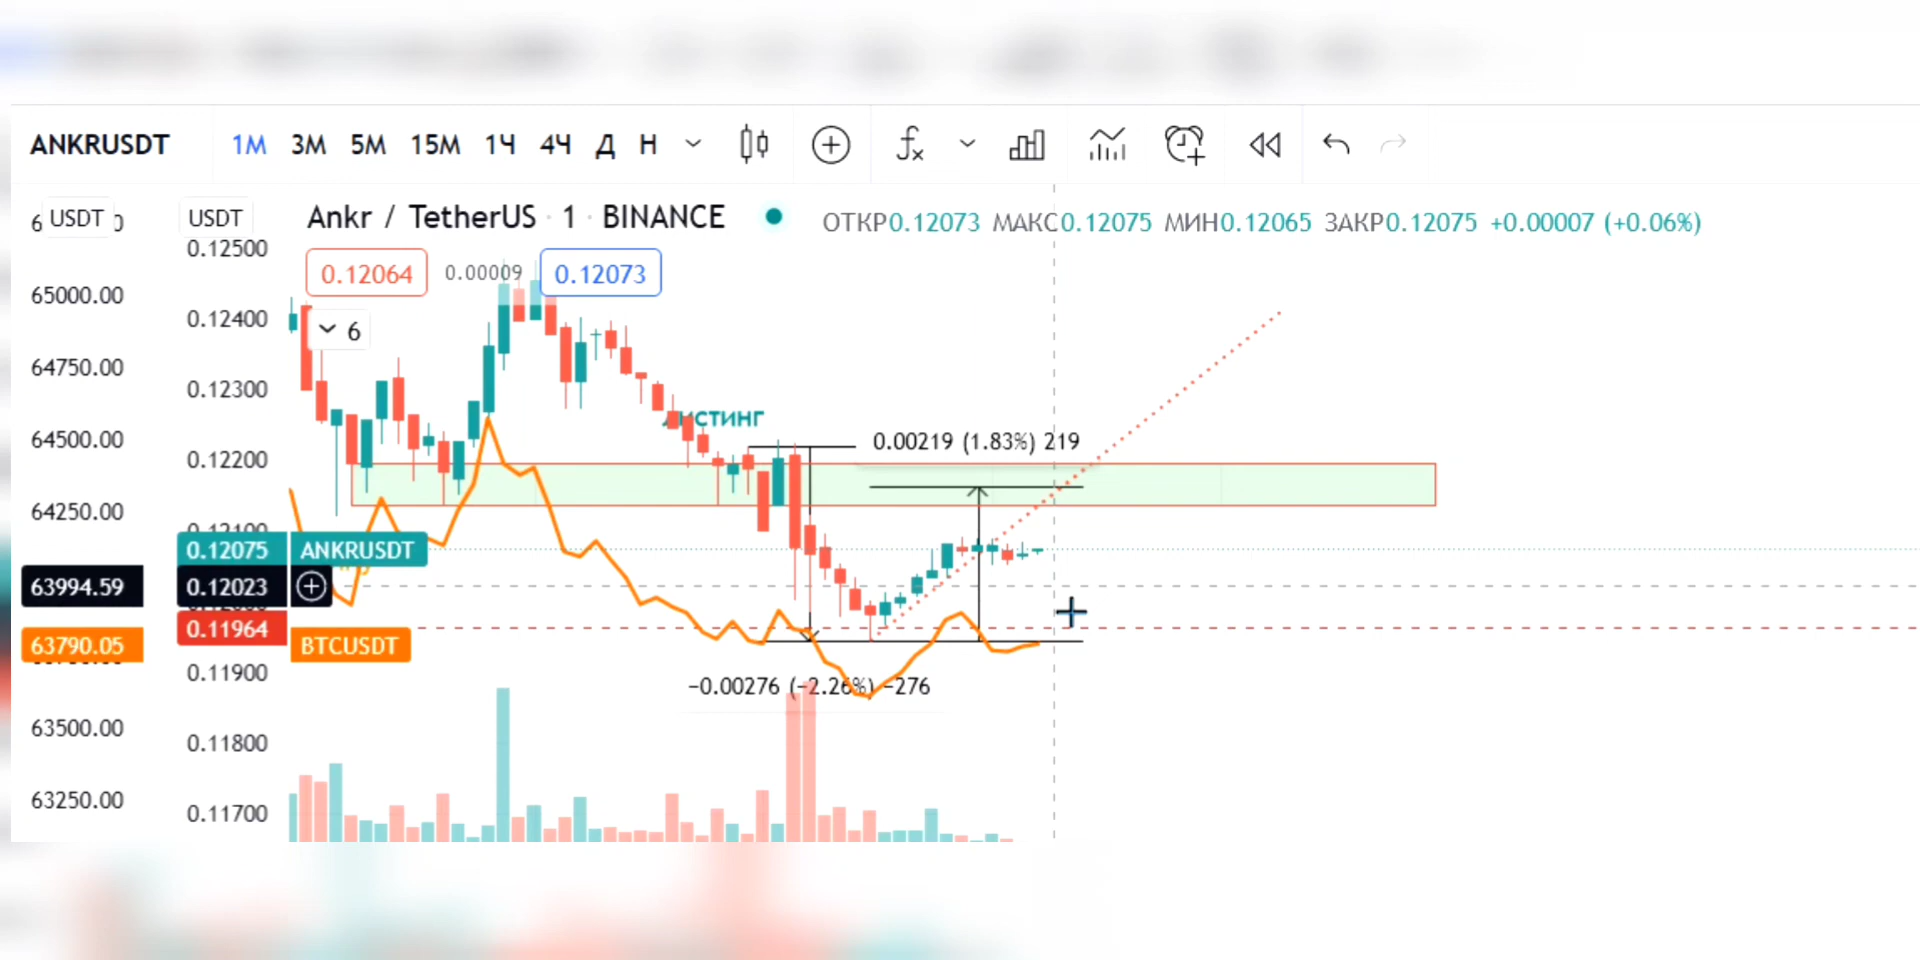 ANKRUSDT 1М 3М 5М 15М 1Ч 4Ч Д Н
USDT USDT Ankr / TetherUS · 1 · BINANCE ОТКР0.12073 МАКС0.12075 МИН0.12065 ЗАКР0.12075 +0.00007 (+0.06%)
0.12500
0.12064 0.00009 0.12073
65000.00 0.12400
6
64750.00 0.12300
64500.00 0.12200 0.00219 (1.83%) 219
64250.00
0.12075 ANKRUSDT
63994.59 0.12023
0.11964
63790.05 BTCUSDT
0.11900 −0.00276 (−2.26%) −276
63500.00 0.11800
63250.00 0.11700